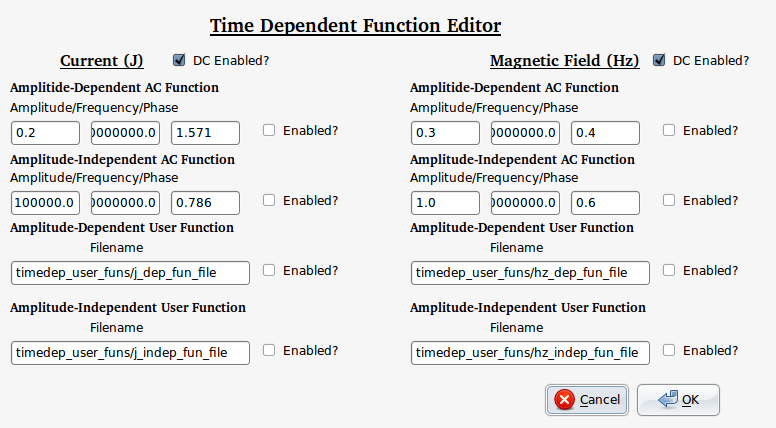 Time Dependent Function Editor
Current (J) DC Enabled? Magnetic Field (Hz) DC Enabled?
Amplitide-Dependent AC Function Amplitide-Dependent AC Function
Amplitude/Frequency/Phase Amplitude/Frequency/Phase
0.2 0000000.0 1.571 Enabled? 0.3 0000000.0 0.4 Enabled?
Amplitude-Independent AC Function Amplitude-Independent AC Function
Amplitude/Frequency/Phase Amplitude/Frequency/Phase
100000.0 0000000.0 0.786 Enabled? 1.0 0000000.0 0.6 Enabled?
Amplitude-Dependent User Function Amplitude-Dependent User Function
Filename Filename
timedep_user_funs/j_dep_fun_file Enabled? timedep_user_funs/hz_dep_fun_file Enabled?
Amplitude-Independent User Function Amplitude-Independent User Function
Filename Filename
timedep_user_funs/j_indep_fun_file Enabled? timedep_user_funs/hz_indep_fun_file Enabled?
Cancel OK